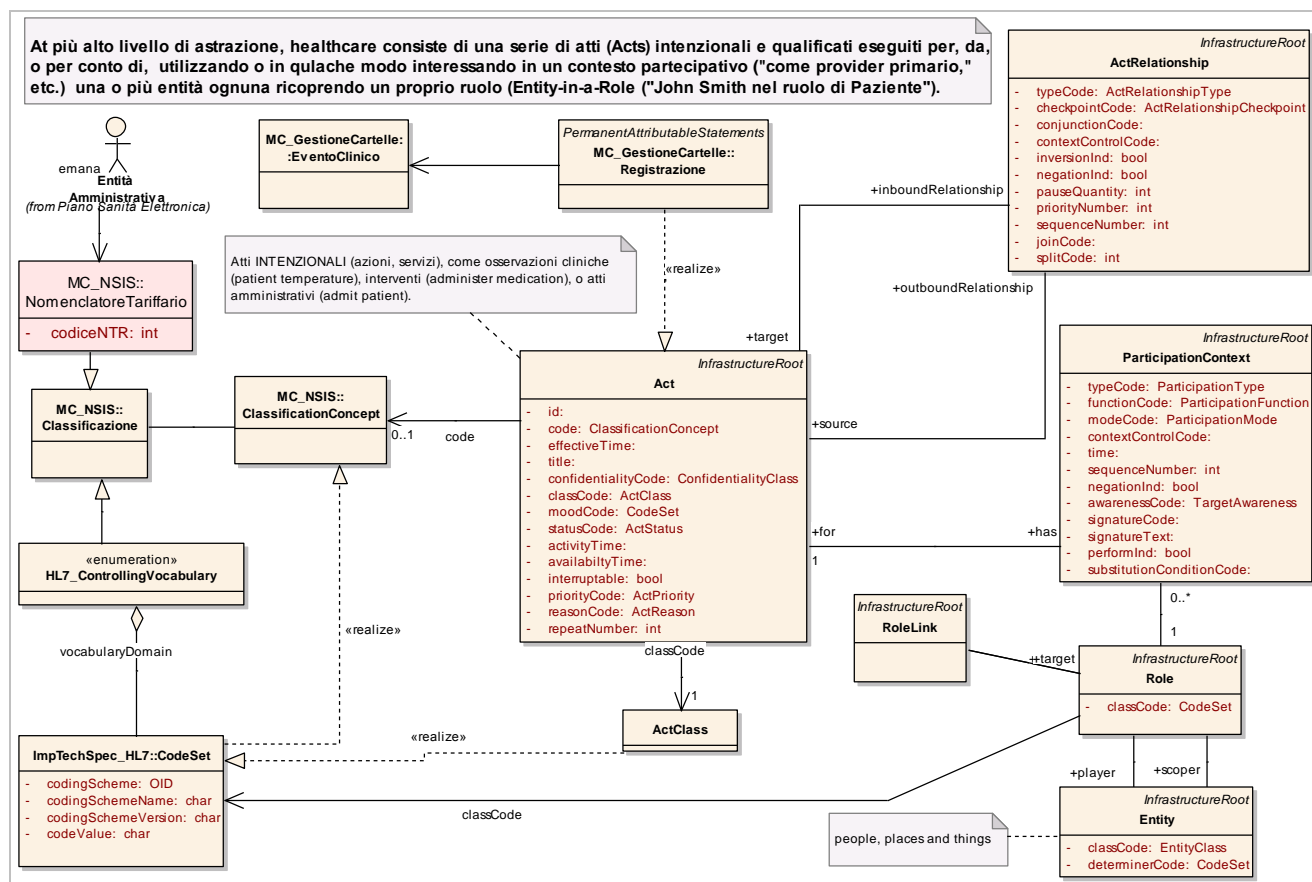 At più alto livello di astrazione, healthcare consiste di una serie di atti (Acts) intenzionali e qualificati eseguiti per, da,
o per conto di, utilizzando o in qulache modo interessando in un contesto partecipativo ("come provider primario,"
etc.) una o più entità ognuna ricoprendo un proprio ruolo (Entity-in-a-Role ("John Smith nel ruolo di Paziente").
InfrastructureRoot
ActRelationship
- typeCode: ActRelationshipType
- checkpointCode: ActRelationshipCheckpoint
- conjunctionCode:
- contextControlCode:
- inversionInd: bool
- negationInd: bool
- pauseQuantity: int
- priorityNumber: int
- sequenceNumber: int
- joinCode:
- splitCode: int
emana
Entità
Amministrativa
(from Piano Sanità Elettronica)
MC_GestioneCartelle:
:EventoClinico
PermanentAttributableStatements
MC_GestioneCartelle::
Registrazione
+inboundRelationship
+outboundRelationship
Atti INTENZIONALI (azioni, servizi), come osservazioni cliniche
(patient temperature), interventi (administer medication), o atti
amministrativi (admit patient).
«realize»
MC_NSIS::
NomenclatoreTariffario
- codiceNTR: int
+target
InfrastructureRoot
Act
- id:
- code: ClassificationConcept
- effectiveTime:
- title:
- confidentialityCode: ConfidentialityClass
- classCode: ActClass
- moodCode: CodeSet
- statusCode: ActStatus
- activityTime:
- availabiltyTime:
- interruptable: bool
- priorityCode: ActPriority
- reasonCode: ActReason
- repeatNumber: int
InfrastructureRoot
ParticipationContext
- typeCode: ParticipationType
- functionCode: ParticipationFunction
- modeCode: ParticipationMode
- contextControlCode:
- time:
- sequenceNumber: int
- negationInd: bool
- awarenessCode: TargetAwareness
- signatureCode:
- signatureText:
- performInd: bool
- substitutionConditionCode:
MC_NSIS::
Classificazione
MC_NSIS::
ClassificationConcept
0..1
code
+source
+for
1
+has
«enumeration»
HL7_ControllingVocabulary
vocabularyDomain
«realize»
classCode
1
ActClass
0..*
1
InfrastructureRoot
RoleLink
+target
InfrastructureRoot
Role
- classCode: CodeSet
ImpTechSpec_HL7::CodeSet
- codingScheme: OID
- codingSchemeName: char
- codingSchemeVersion: char
- codeValue: char
«realize»
classCode
+player
+scoper
people, places and things
InfrastructureRoot
Entity
- classCode: EntityClass
- determinerCode: CodeSet